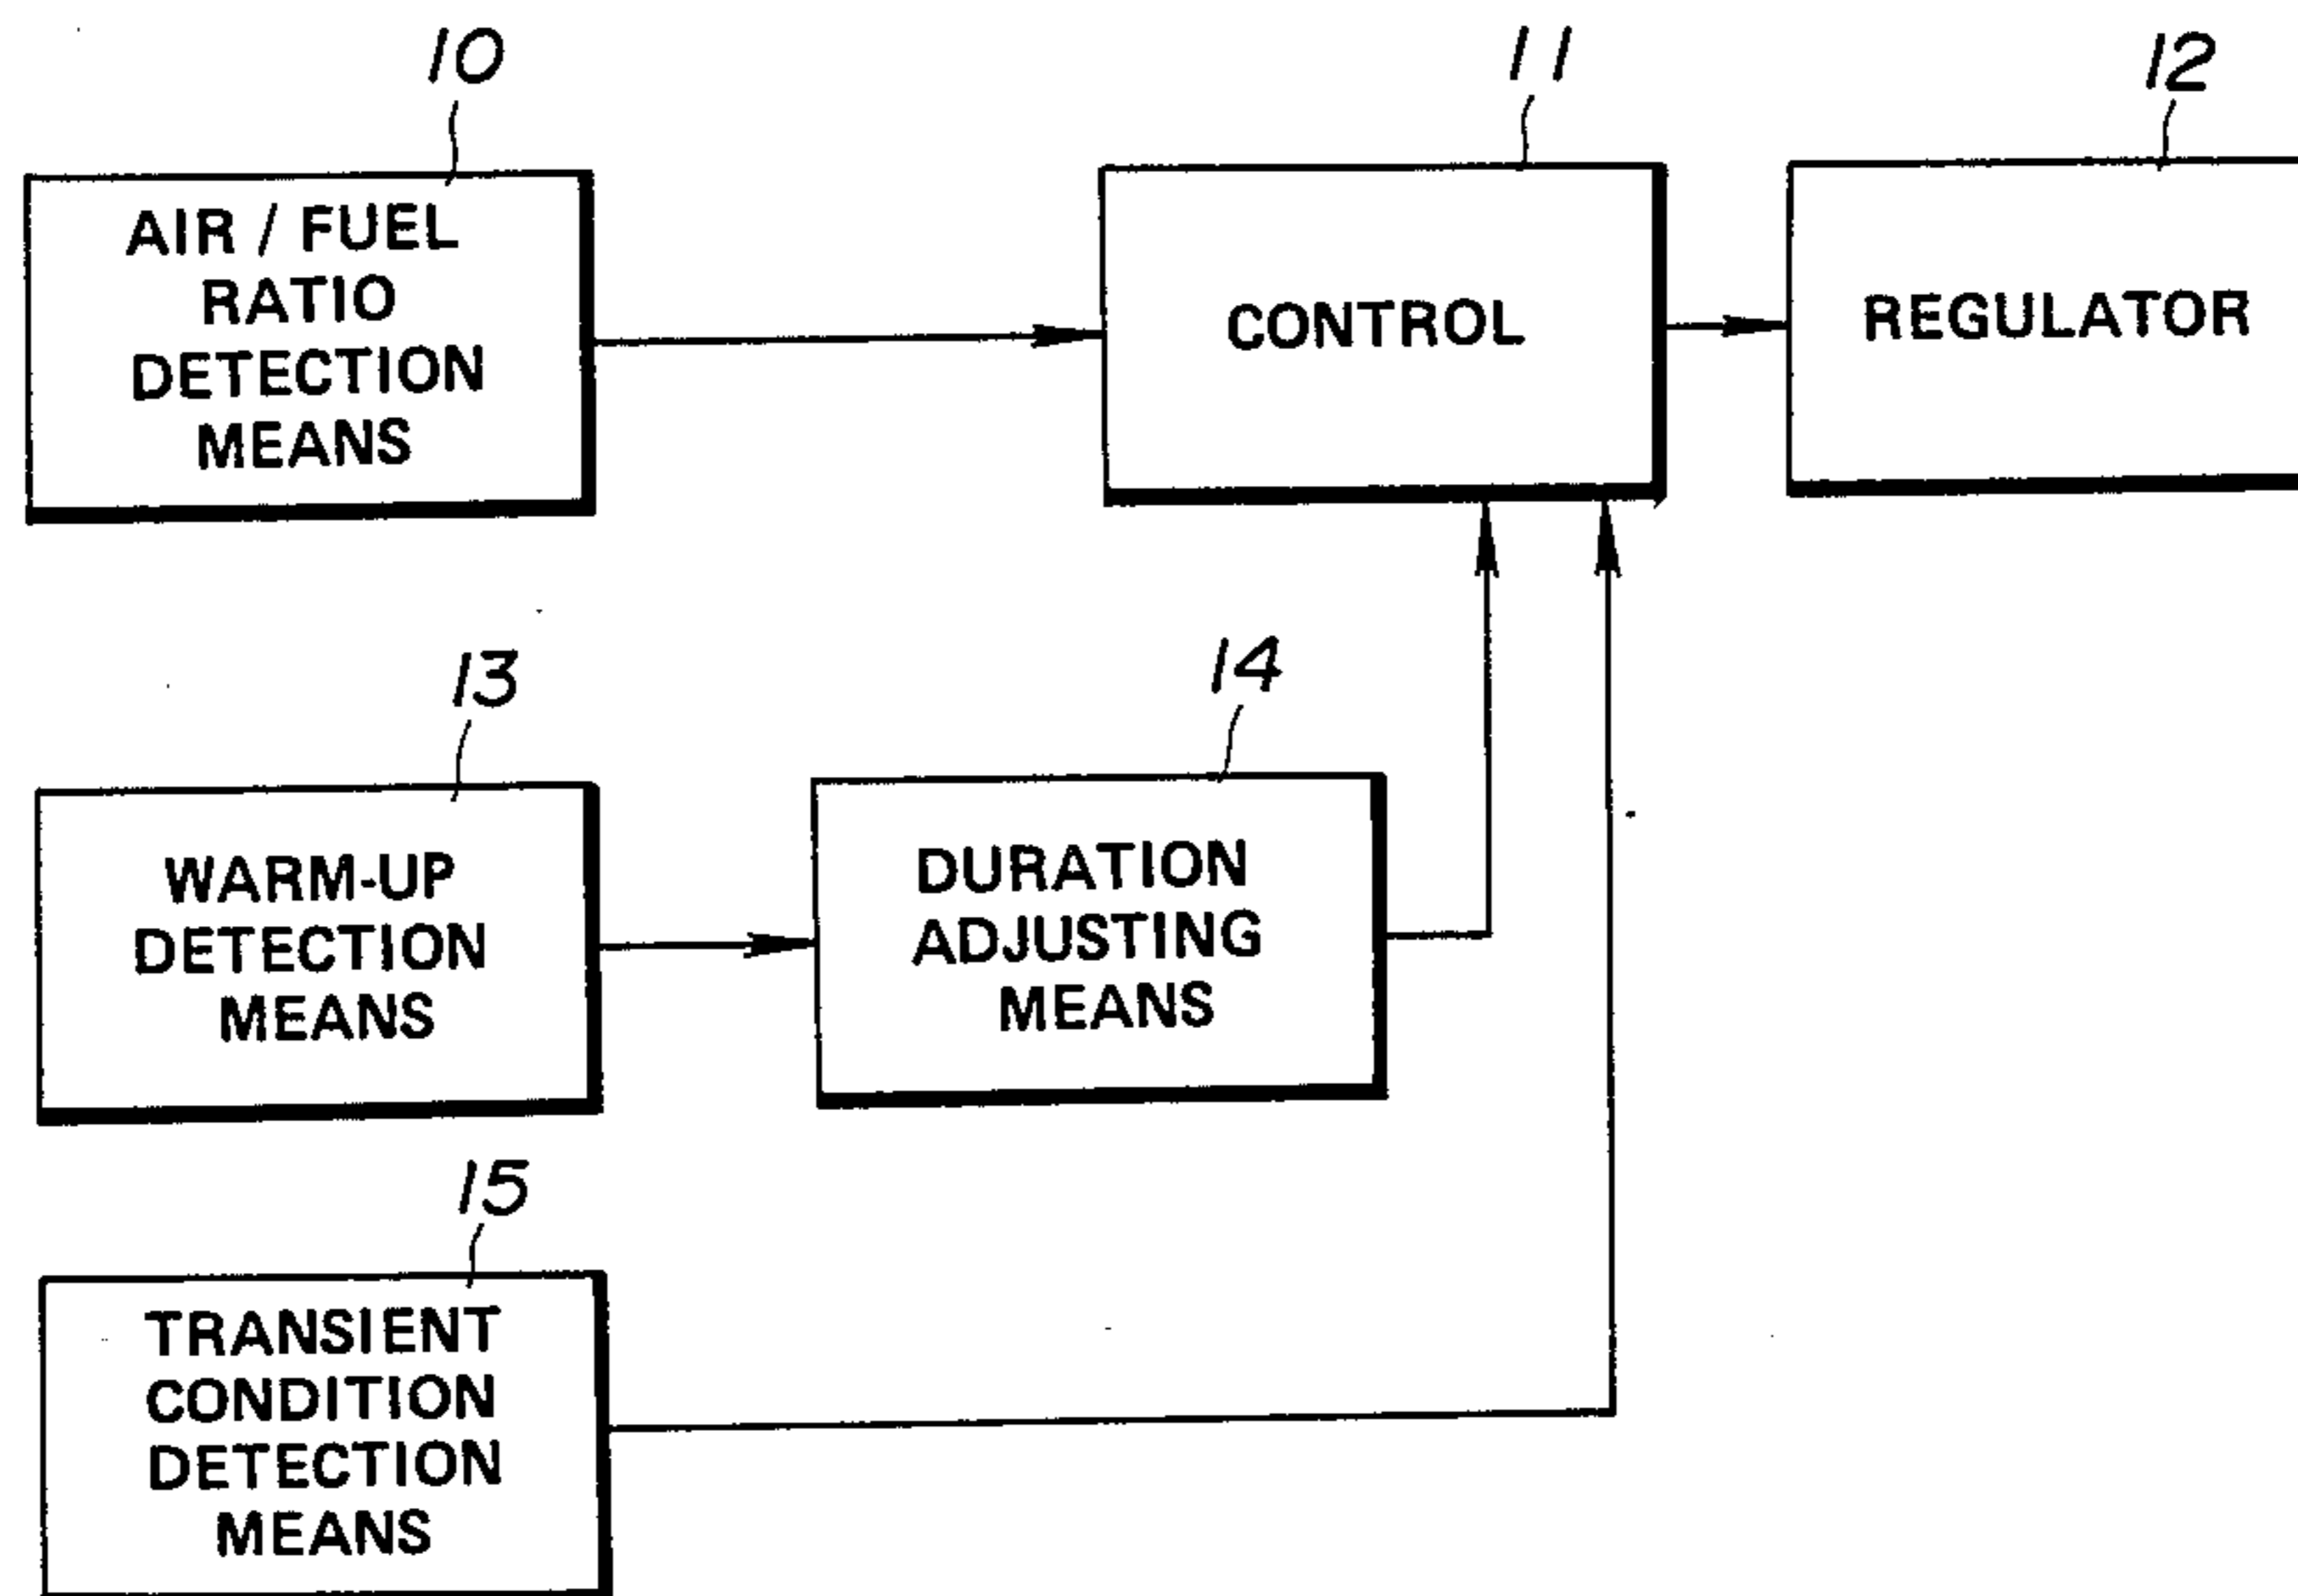 10
AIR / FUEL
RATIO
DETECTION
MEANS
11
CONTROL
12
REGULATOR
13
WARM-UP
DETECTION
MEANS
14
DURATION
ADJUSTING
MEANS
15
TRANSIENT
CONDITION
DETECTION
MEANS